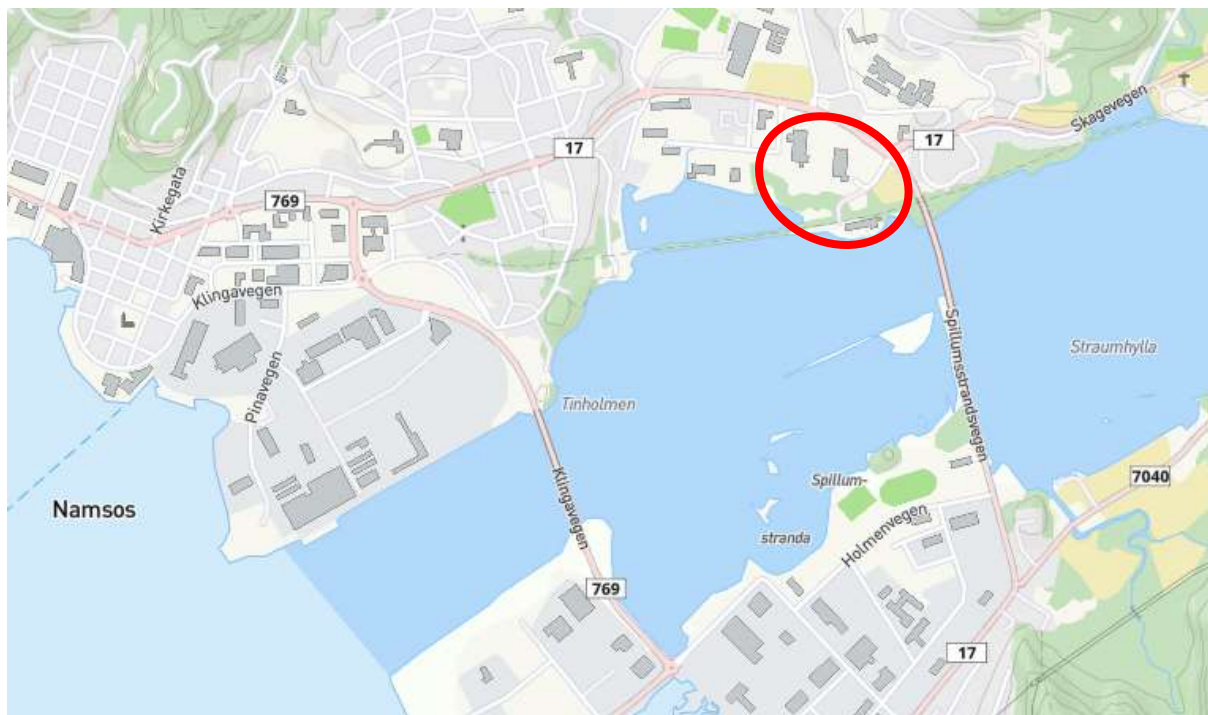 17
17
Skagevegen
Kirkegata
769
Klingavegen
Spillumsstrandsvegen
Straumhylla
Pinavegen
Tinholmen
Klingavegen
Spillum-
stranda
7040
Namsos
Holmenvegen
769
17